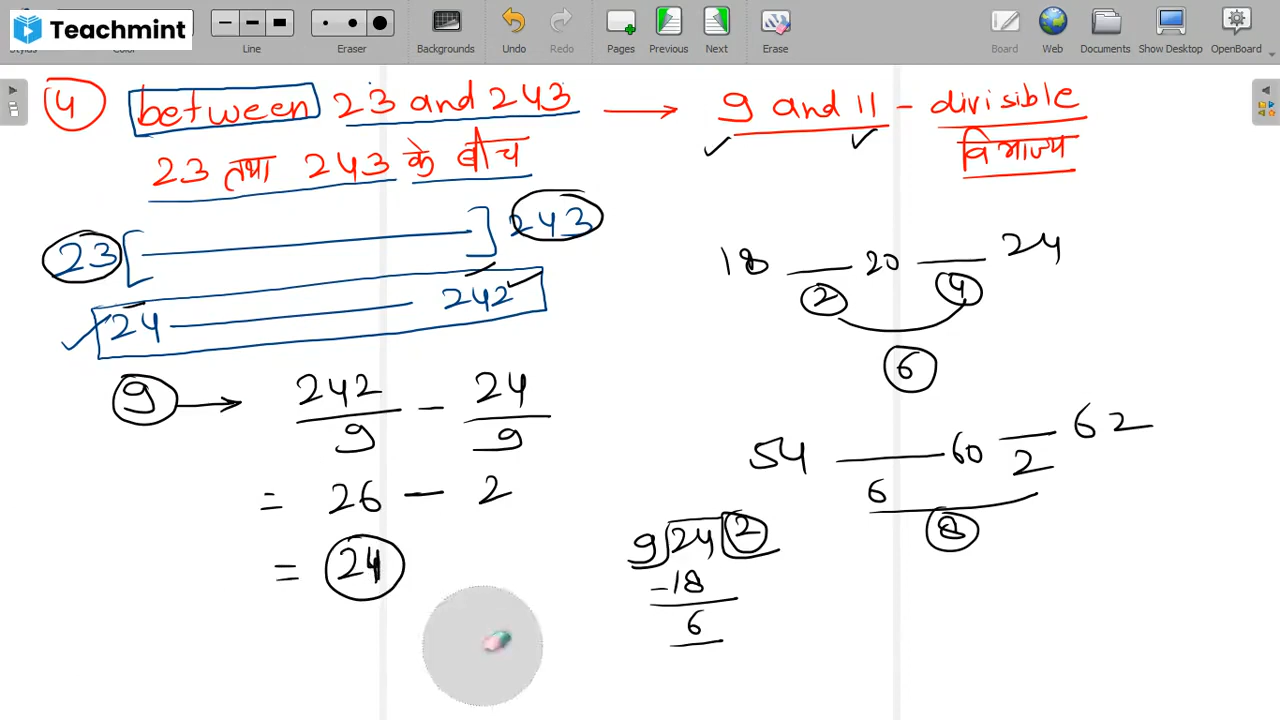 Teachmint
Styles Color Line Eraser Backgrounds Undo Redo Pages Previous Next Erase Board Web Documents Show Desktop OpenBoard
4 between 23 and 243 → 9 and 11 - divisible
23 तथा 243 के बीच विभाज्य
23 [ — ] 243
24 — 242
18 — 20 — 24
2 4
6
9 → 242/9 - 24/9
= 26 - 2
= 24
54 — 60 — 62
6 2
8
9)24(2
-18
6